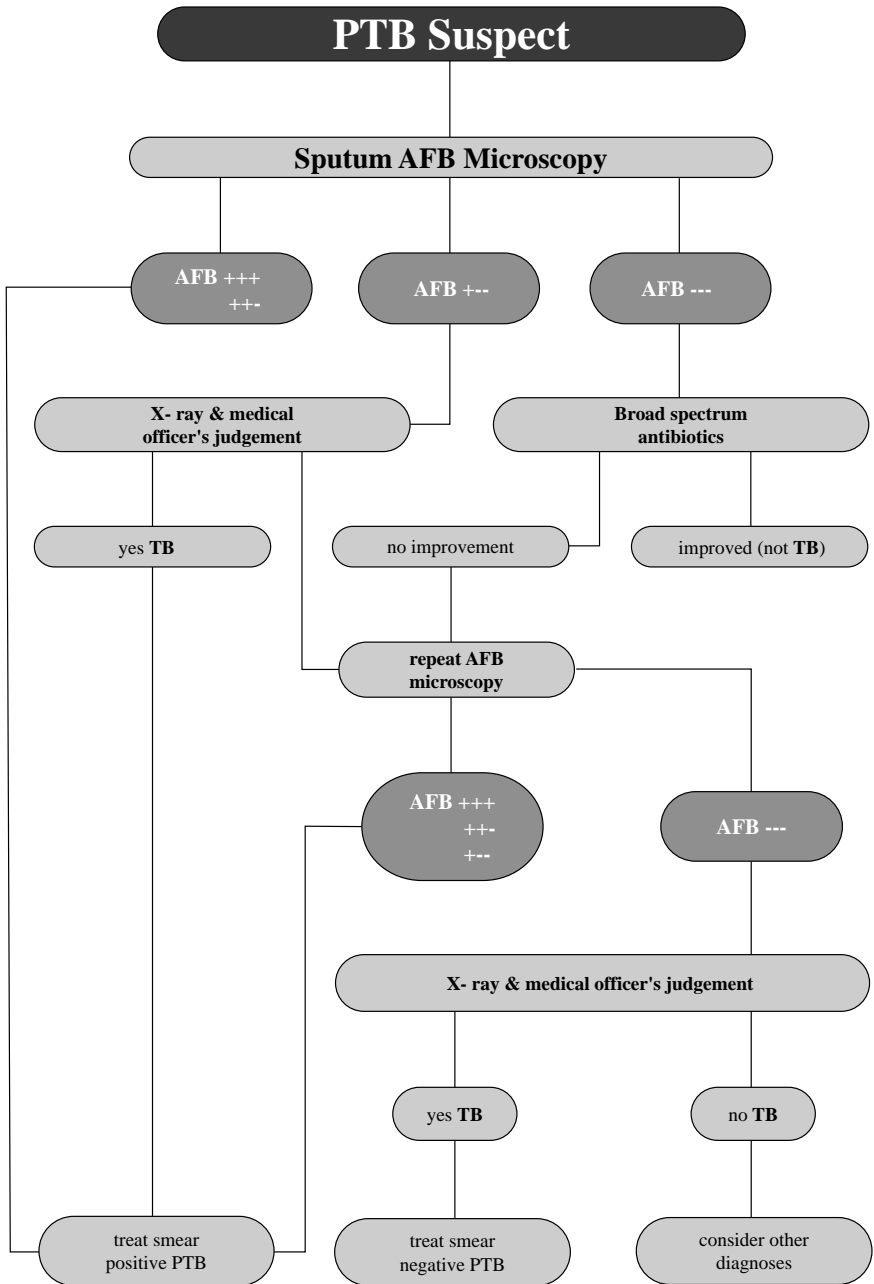 PTB Suspect
Sputum AFB Microscopy
AFB +++
++-
AFB +--
AFB ---
X- ray & medical
officer's judgement
Broad spectrum
antibiotics
yes TB
no improvement
improved (not TB)
repeat AFB
microscopy
AFB +++
++-
+--
AFB ---
X- ray & medical officer's judgement
yes TB
no TB
treat smear
positive PTB
treat smear
negative PTB
consider other
diagnoses